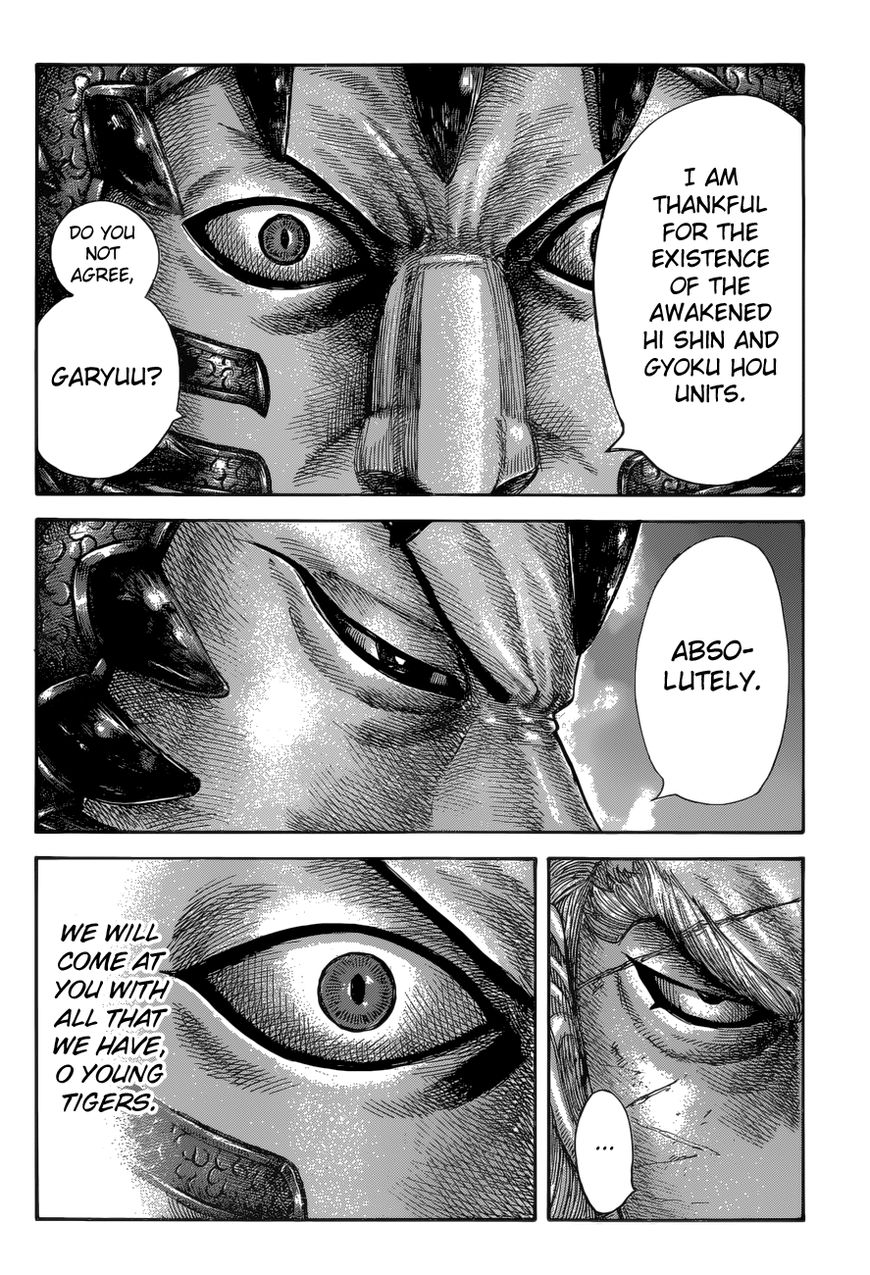 I AM
THANKFUL
FOR THE
EXISTENCE
OF THE
AWAKENED
HI SHIN AND
GYOKU HOU
UNITS.
DO YOU
NOT
AGREE,
GARYUU?
ABSO-
LUTELY.
...
WE WILL
COME AT
YOU WITH
ALL THAT
WE HAVE,
O YOUNG
TIGERS.